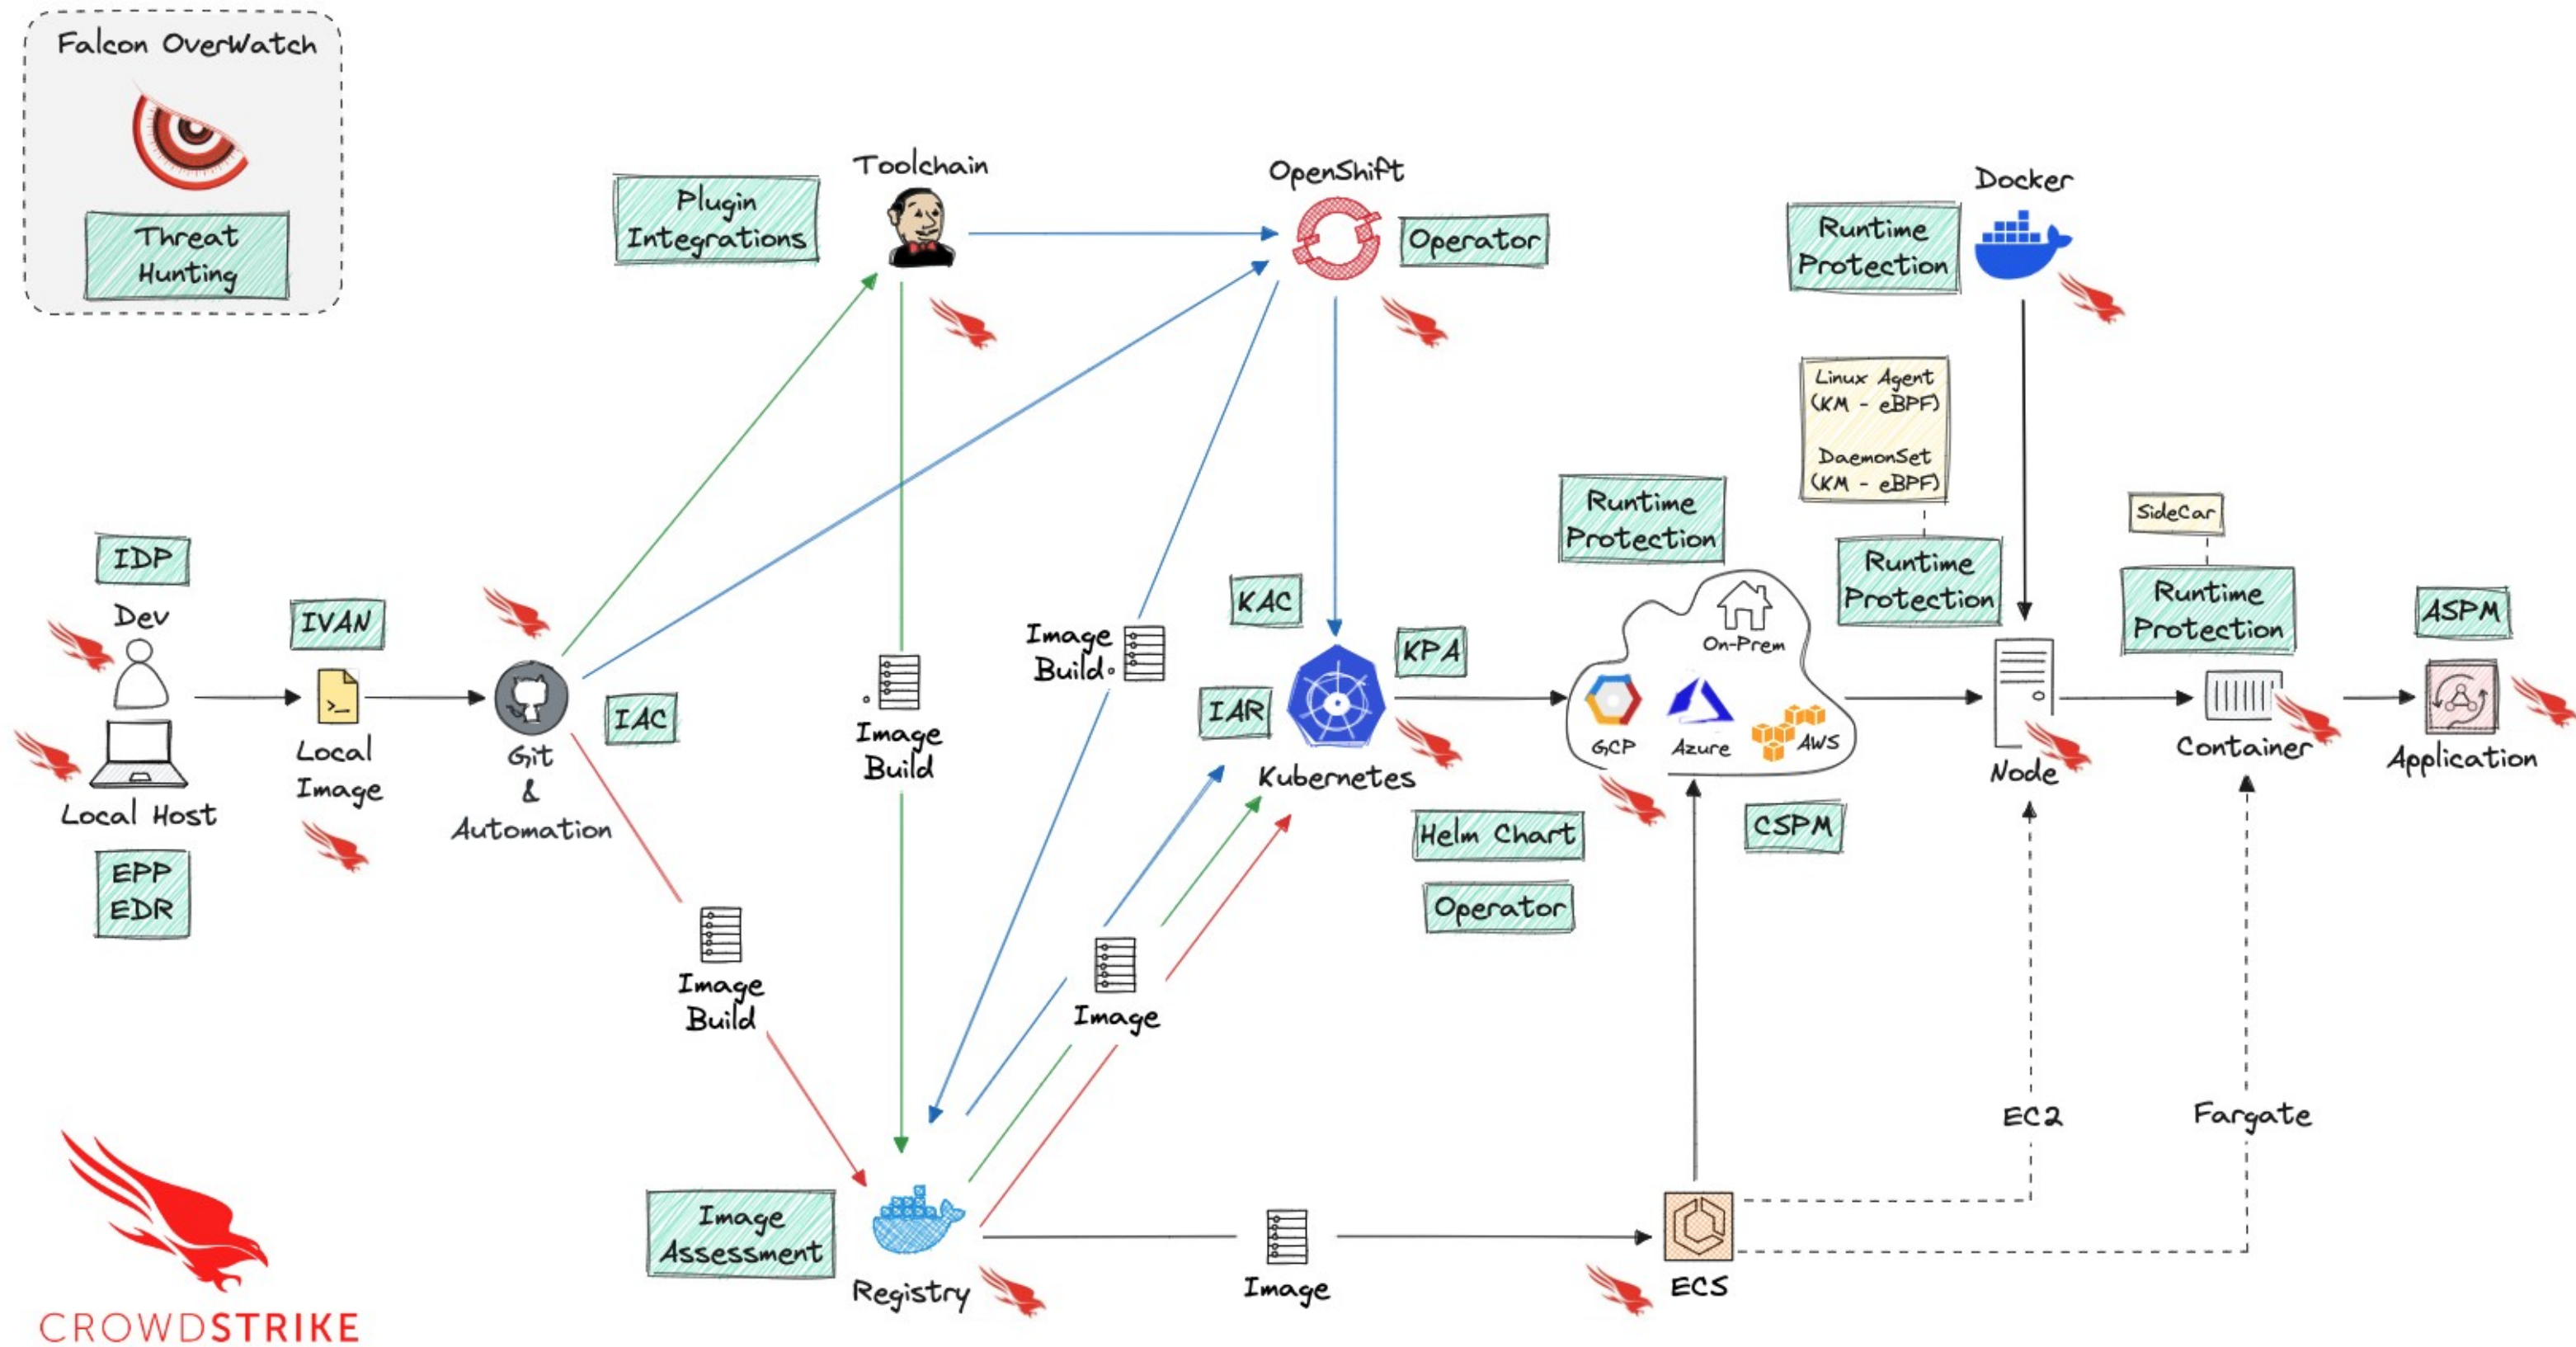 Falcon OverWatch
Threat
Hunting
Toolchain
Plugin
Integrations
OpenShift
Operator
Docker
Runtime
Protection
Linux Agent
(KM - eBPF)
DaemonSet
(KM - eBPF)
Runtime
Protection
Runtime
Protection
SideCar
Runtime
Protection
IDP
Dev
Local Host
EPP
EDR
IVAN
Local
Image
Git
&
Automation
IAC
Image
Build
Image
Build
Image
Build
KAC
IAR
KPA
Kubernetes
Helm Chart
Operator
On-Prem
GCP
Azure
AWS
CSPM
Node
Container
ASPM
Application
Image
EC2
Fargate
Image
Assessment
Registry
Image
ECS
CROWDSTRIKE